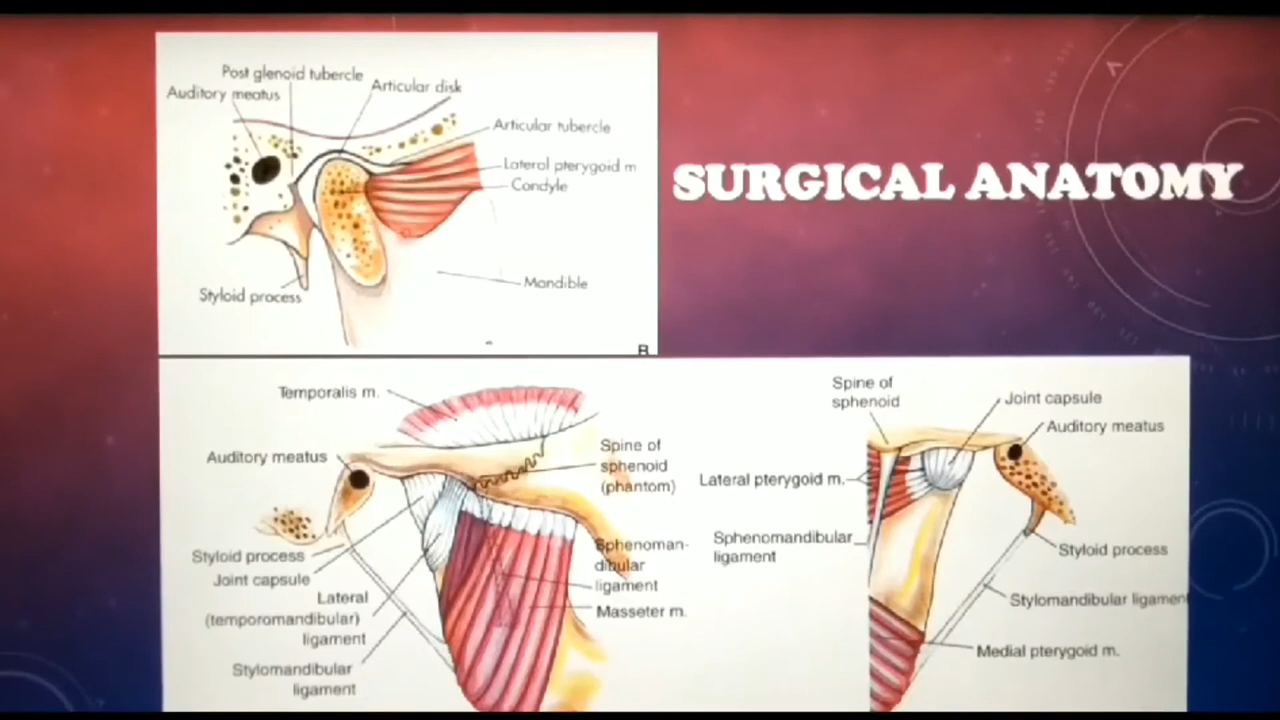 Post glenoid tubercle
Auditory meatus
Articular disk
Articular tubercle
Lateral pterygoid m
Condyle
Mandible
Styloid process
B
SURGICAL ANATOMY
Temporalis m.
Auditory meatus
Spine of
sphenoid
(phantom)
Styloid process
Joint capsule
Lateral
(temporomandibular)
ligament
Stylomandibular
ligament
Sphenoman-
dibular
ligament
Masseter m.
Spine of
sphenoid
Joint capsule
Auditory meatus
Lateral pterygoid m.
Sphenomandibular
ligament
Styloid process
Stylomandibular ligament
Medial pterygoid m.